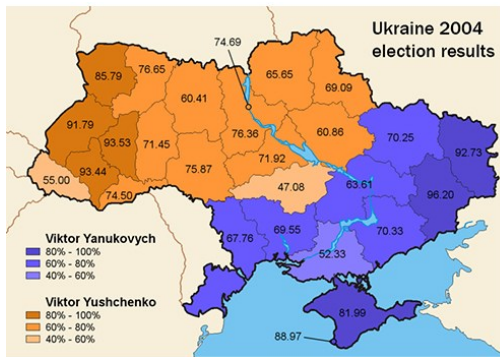 Ukraine 2004
election results
74.69
85.79
76.65
65.65
69.09
60.41
91.79
93.53
71.45
76.36
60.86
70.25
92.73
93.44
75.87
71.92
55.00
74.50
47.08
63.61
96.20
67.76
69.55
70.33
52.33
81.99
88.97
Viktor Yanukovych
80% - 100%
60% - 80%
40% - 60%
Viktor Yushchenko
80% - 100%
60% - 80%
40% - 60%